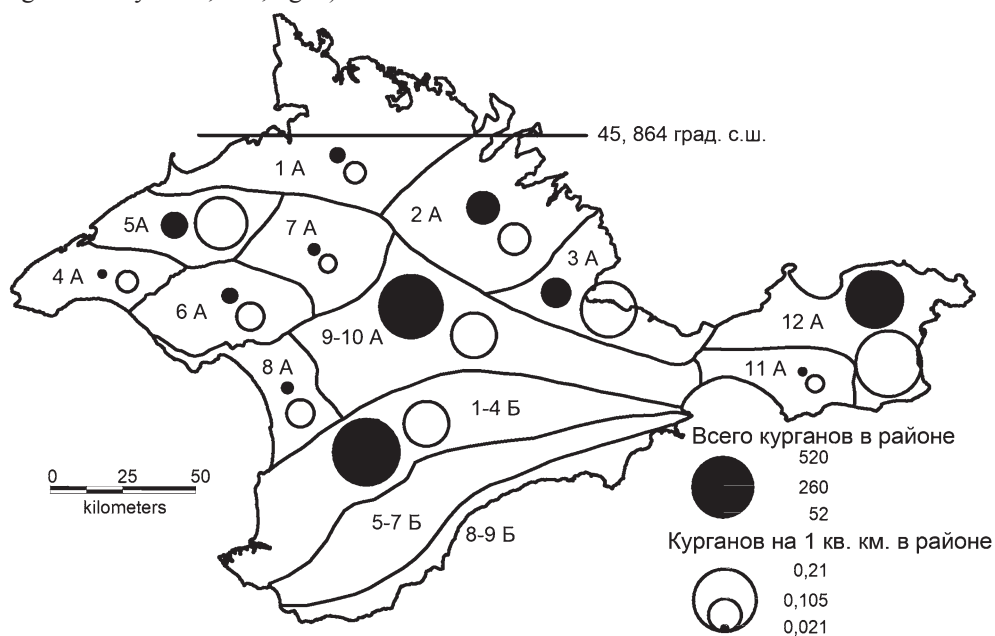 45, 864 град. с.ш.
1 А
2 А
5А
7 А
3 А
4 А
6 А
12 А
9-10 А
8 А
11 А
1-4 Б
Всего курганов в районе
520
0 25 50
260
kilometers
52
5-7 Б
8-9 Б
Курганов на 1 кв. км. в районе
0,21
0,105
0,021